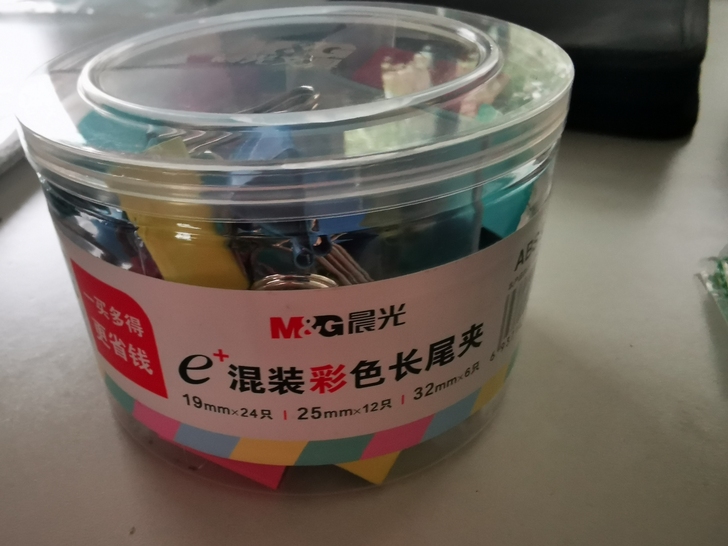 M&G
一买多得
更省钱
M&G晨光
e+混装彩色长尾夹
19mm×24只 | 25mm×12只 | 32mm×6只